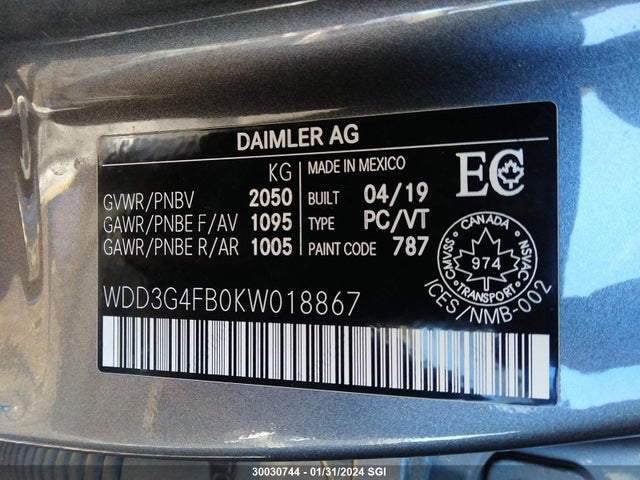 DAIMLER AG
KG
MADE IN MEXICO
GVWR/PNBV 2050 BUILT 04/19
GAWR/PNBE F/AV 1095 TYPE PC/VT
GAWR/PNBE R/AR 1005 PAINT CODE 787
EC
CANADA
CMVSS 974 NSVAC
TRANSPORT
ICES/NMB-002
WDD3G4FB0KW018867
30030744 - 01/31/2024 SGI